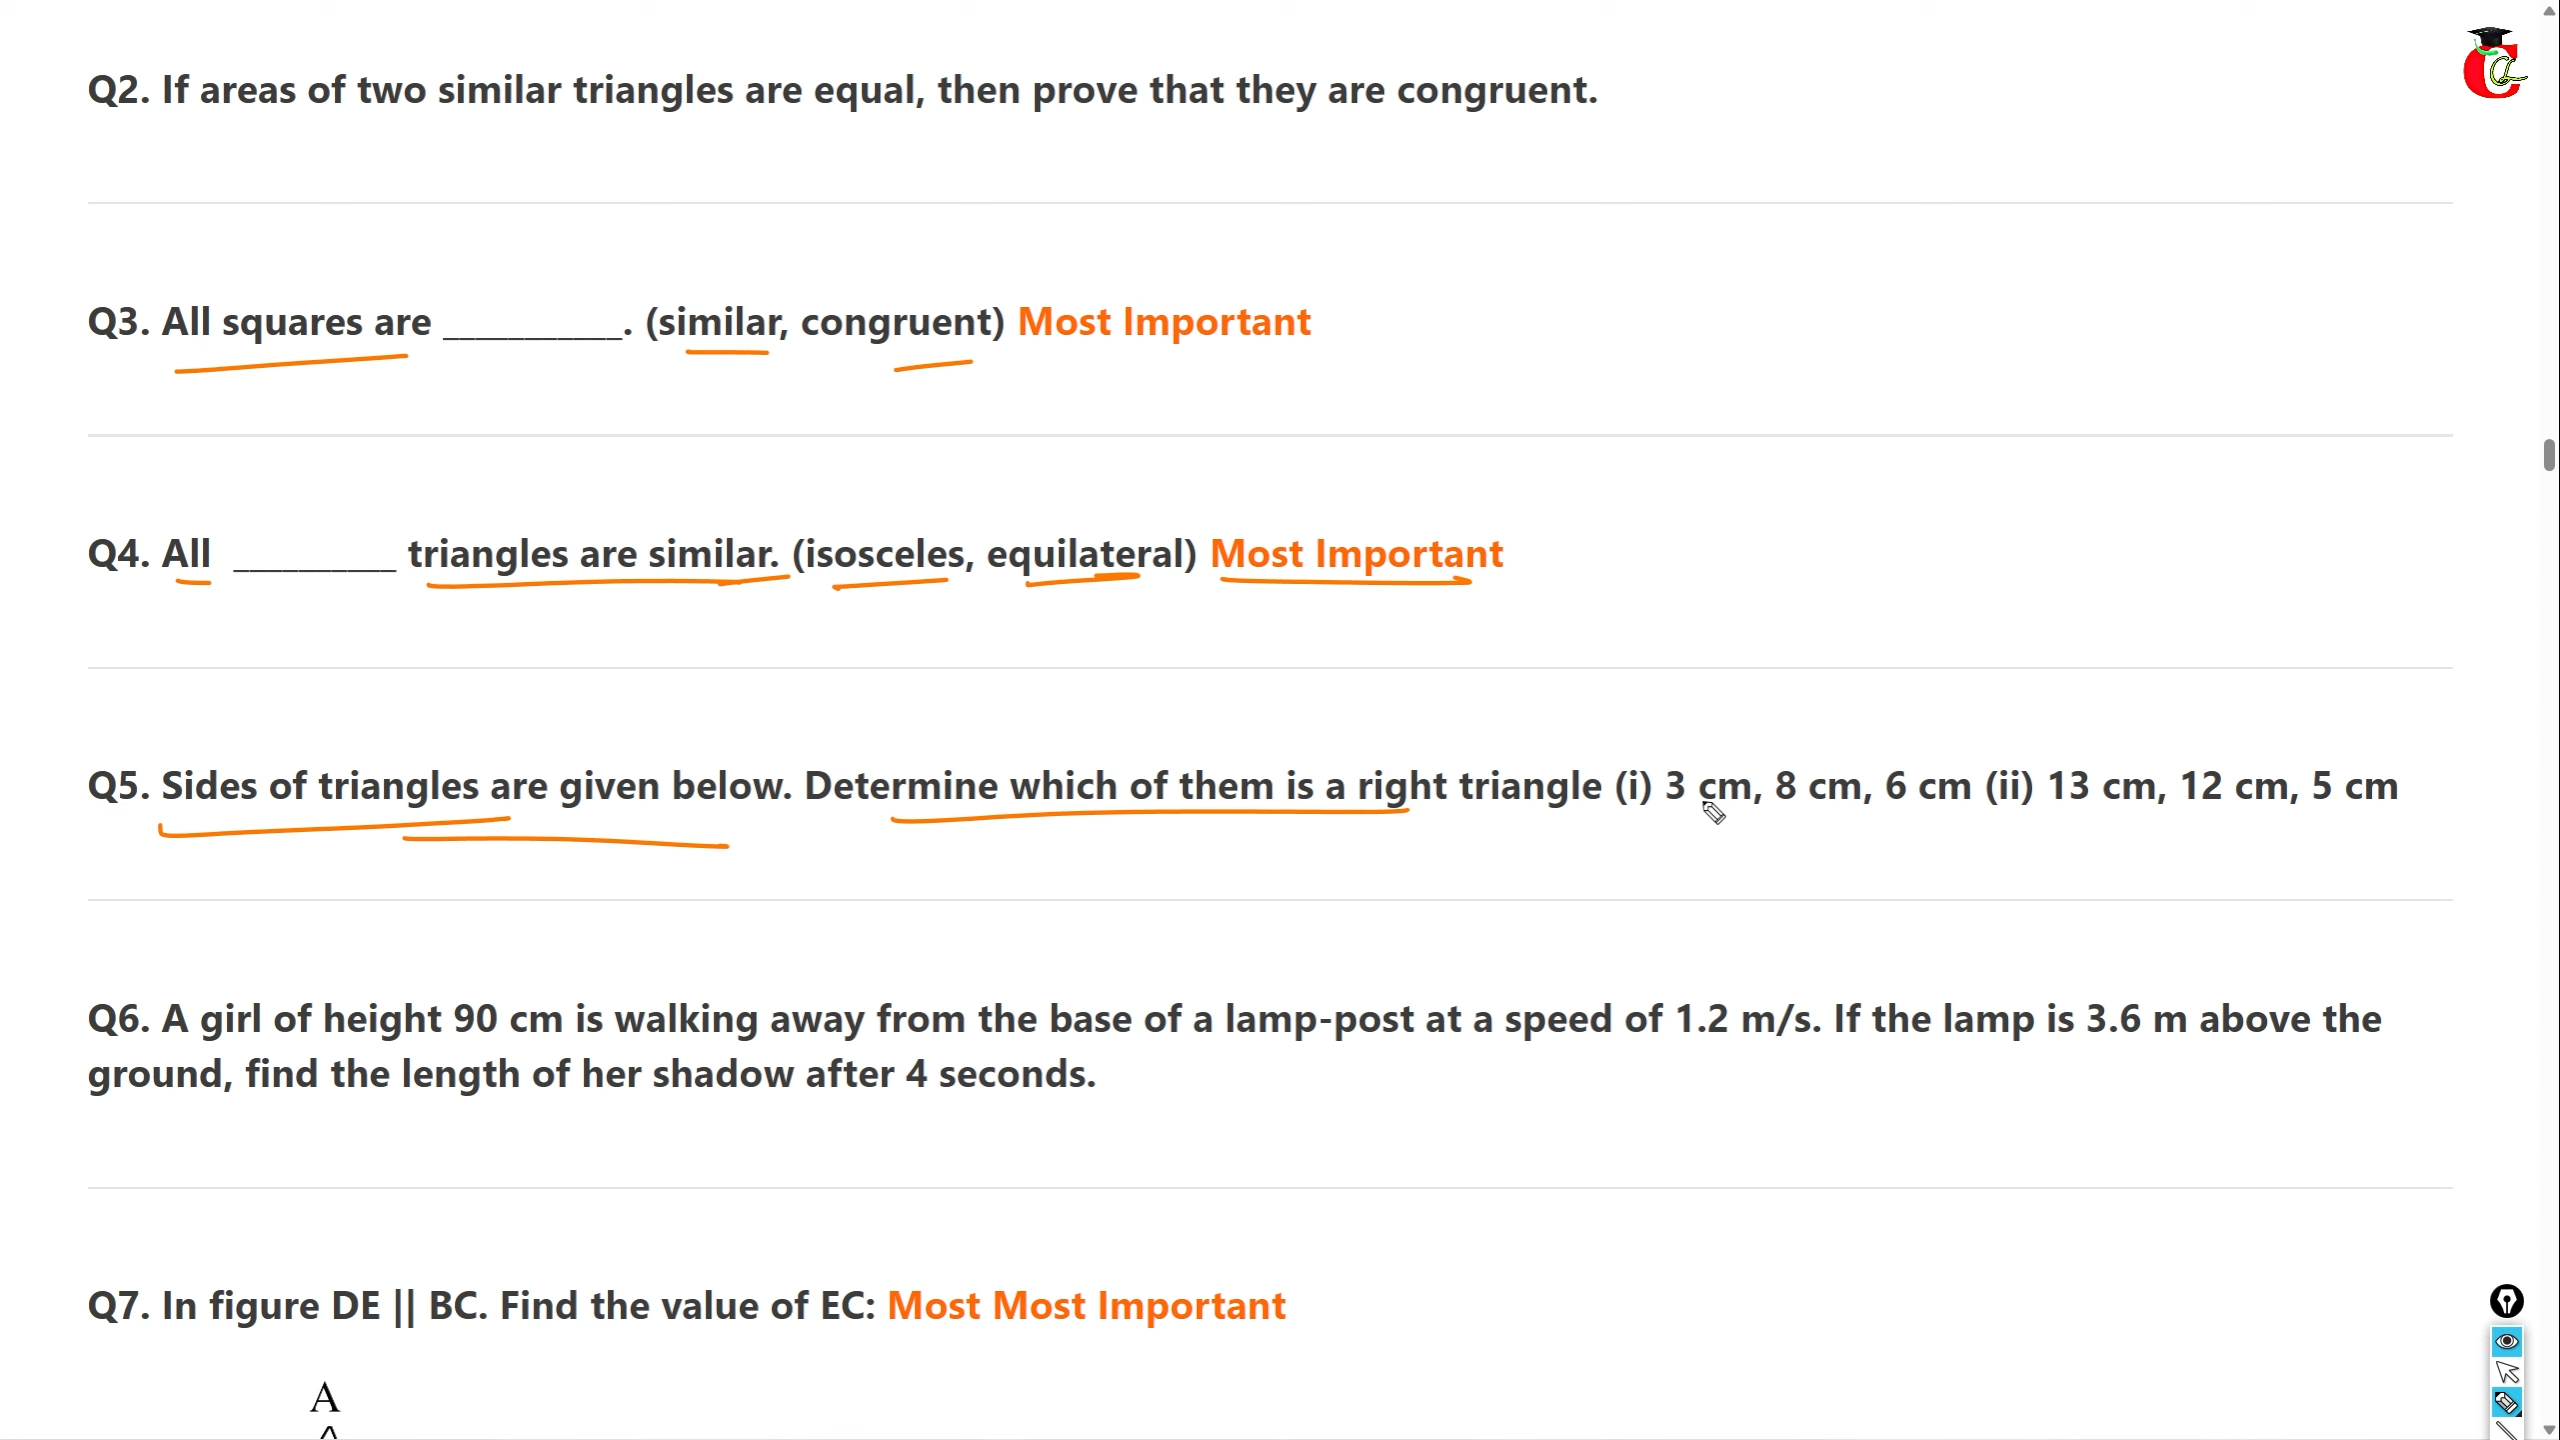 Q2. If areas of two similar triangles are equal, then prove that they are congruent.
Q3. All squares are ___________. (similar, congruent) Most Important
Q4. All __________ triangles are similar. (isosceles, equilateral) Most Important
Q5. Sides of triangles are given below. Determine which of them is a right triangle (i) 3 cm, 8 cm, 6 cm (ii) 13 cm, 12 cm, 5 cm
Q6. A girl of height 90 cm is walking away from the base of a lamp-post at a speed of 1.2 m/s. If the lamp is 3.6 m above the
ground, find the length of her shadow after 4 seconds.
Q7. In figure DE || BC. Find the value of EC: Most Most Important
A